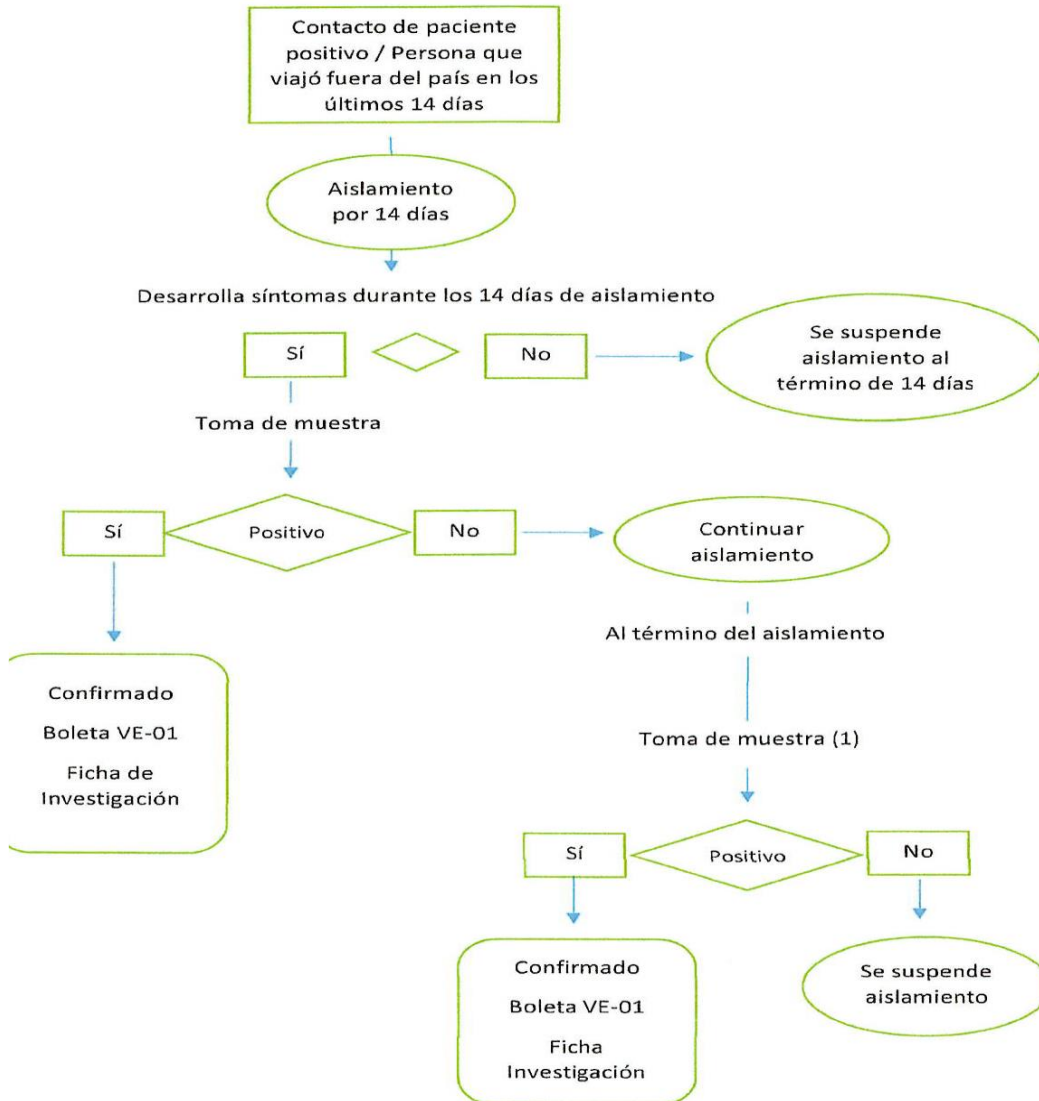 Contacto de paciente
positivo / Persona que
viajó fuera del país en los
últimos 14 días
Aislamiento
por 14 días
Desarrolla síntomas durante los 14 días de aislamiento
Sí
No
Se suspende
aislamiento al
término de 14 días
Toma de muestra
Sí
Positivo
No
Continuar
aislamiento
Al término del aislamiento
Confirmado
Boleta VE-01
Ficha de
Investigación
Toma de muestra (1)
Sí
Positivo
No
Confirmado
Boleta VE-01
Ficha
Investigación
Se suspende
aislamiento